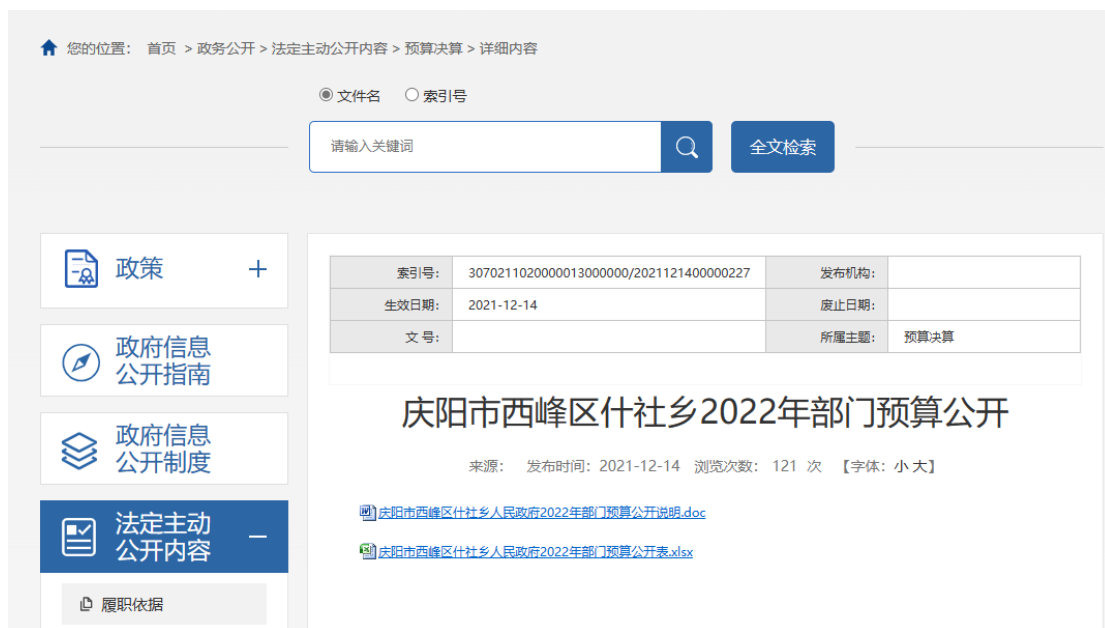 您的位置： 首页 > 政务公开 > 法定主动公开内容 > 预算决算 > 详细内容
文件名 索引号
请输入关键词
全文检索
政策
政府信息
公开指南
政府信息
公开制度
法定主动
公开内容
履职依据
索引号： 3070211020000013000000/2021121400000227 发布机构：
生效日期： 2021-12-14 废止日期：
文 号： 所属主题： 预算决算
庆阳市西峰区什社乡2022年部门预算公开
来源： 发布时间：2021-12-14 浏览次数： 121 次 【字体：小 大】
庆阳市西峰区什社乡人民政府2022年部门预算公开说明.doc
庆阳市西峰区什社乡人民政府2022年部门预算公开表.xlsx